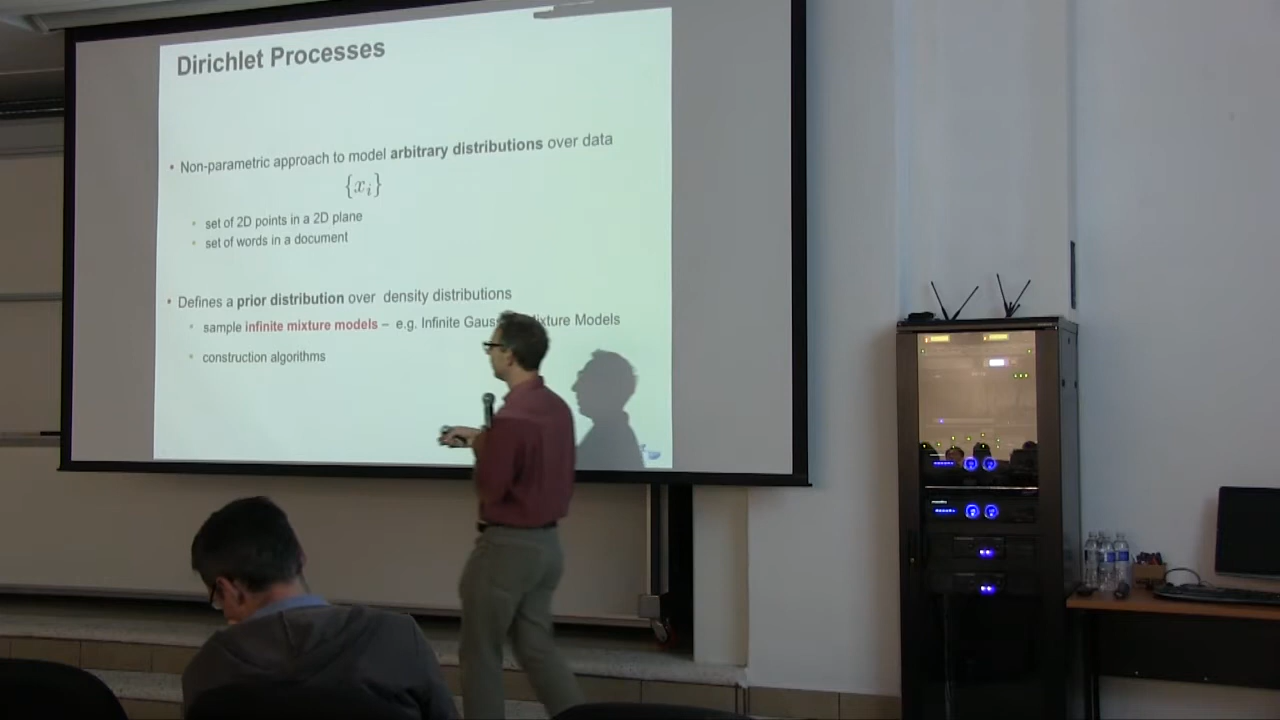 Dirichlet Processes
• Non-parametric approach to model arbitrary distributions over data
{x_i}
• set of 2D points in a 2D plane
• set of words in a document
• Defines a prior distribution over density distributions
• sample infinite mixture models – e.g. Infinite Gaus ixture Models
• construction algorithms